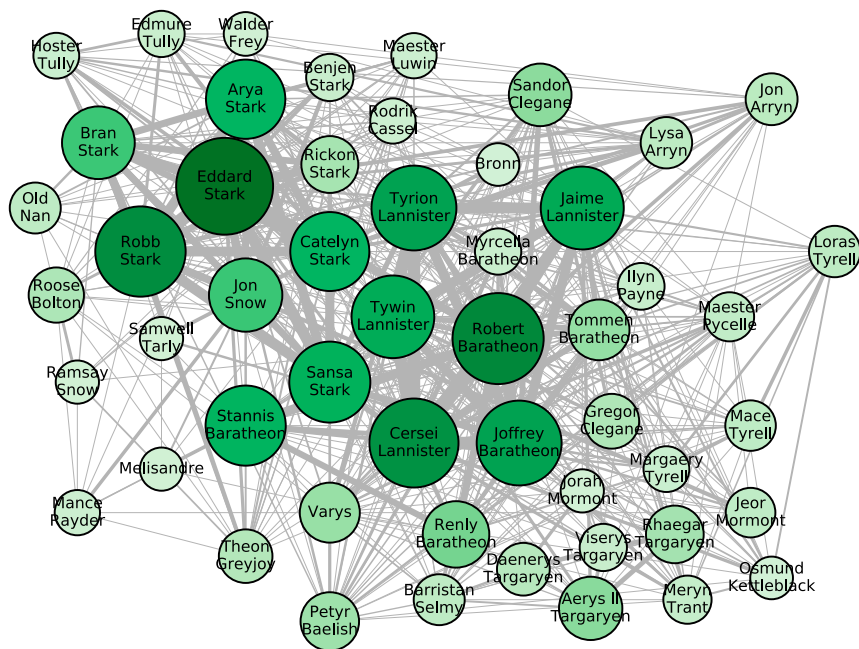 Edmure
Tully
Walder
Frey
Hoster
Tully
Maester
Luwin
Benjen
Stark
Arya
Stark
Sandor
Clegane
Jon
Arryn
Rodrik
Cassel
Bran
Stark
Lysa
Arryn
Rickon
Stark
Bronn
Eddard
Stark
Old
Nan
Tyrion
Lannister
Jaime
Lannister
Robb
Stark
Catelyn
Stark
Myrcella
Baratheon
Loras
Tyrell
Roose
Bolton
Jon
Snow
Ilyn
Payne
Tywin
Lannister
Maester
Pycelle
Samwell
Tarly
Robert
Baratheon
Tommen
Baratheon
Ramsay
Snow
Sansa
Stark
Stannis
Baratheon
Gregor
Clegane
Mace
Tyrell
Cersei
Lannister
Joffrey
Baratheon
Melisandre
Margaery
Tyrell
Jorah
Mormont
Mance
Rayder
Varys
Jeor
Mormont
Renly
Baratheon
Viserys
Targaryen
Rhaegar
Targaryen
Theon
Greyjoy
Daenerys
Targaryen
Osmund
Kettleblack
Barristan
Selmy
Meryn
Trant
Aerys II
Targaryen
Petyr
Baelish